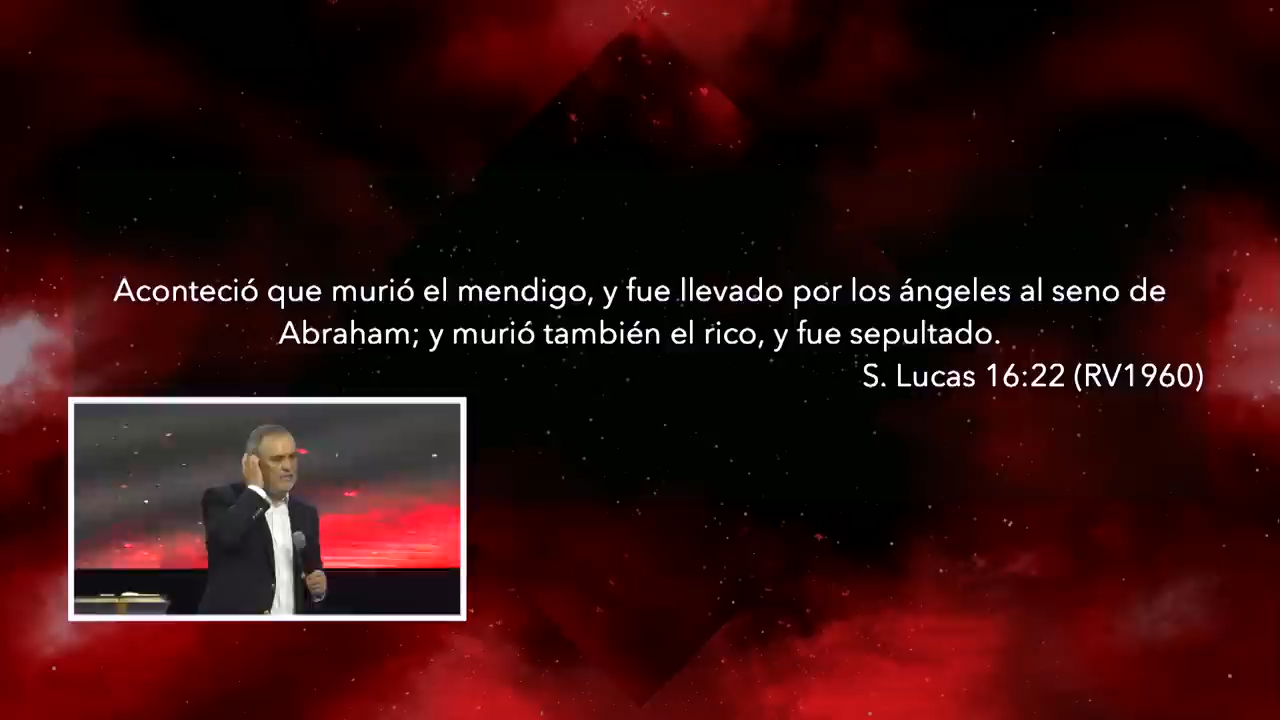 Aconteció que murió el mendigo, y fue llevado por los ángeles al seno de
Abraham; y murió también el rico, y fue sepultado.
S. Lucas 16:22 (RV1960)